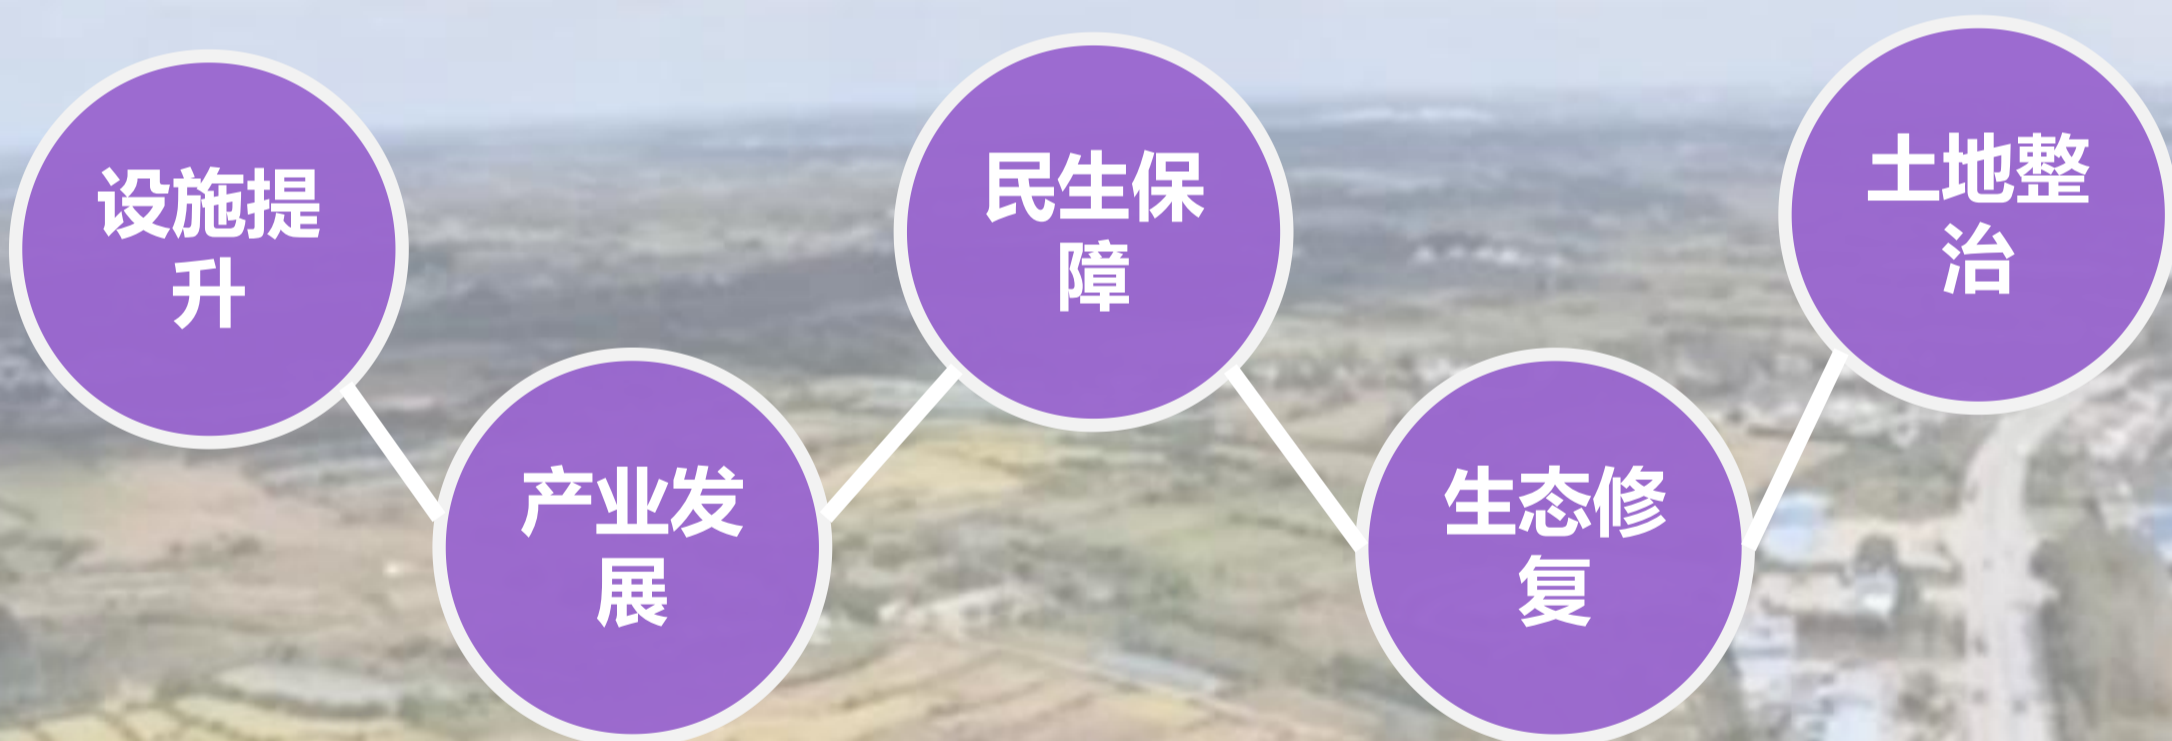 设施提
升
产业发
展
民生保
障
生态修
复
土地整
治